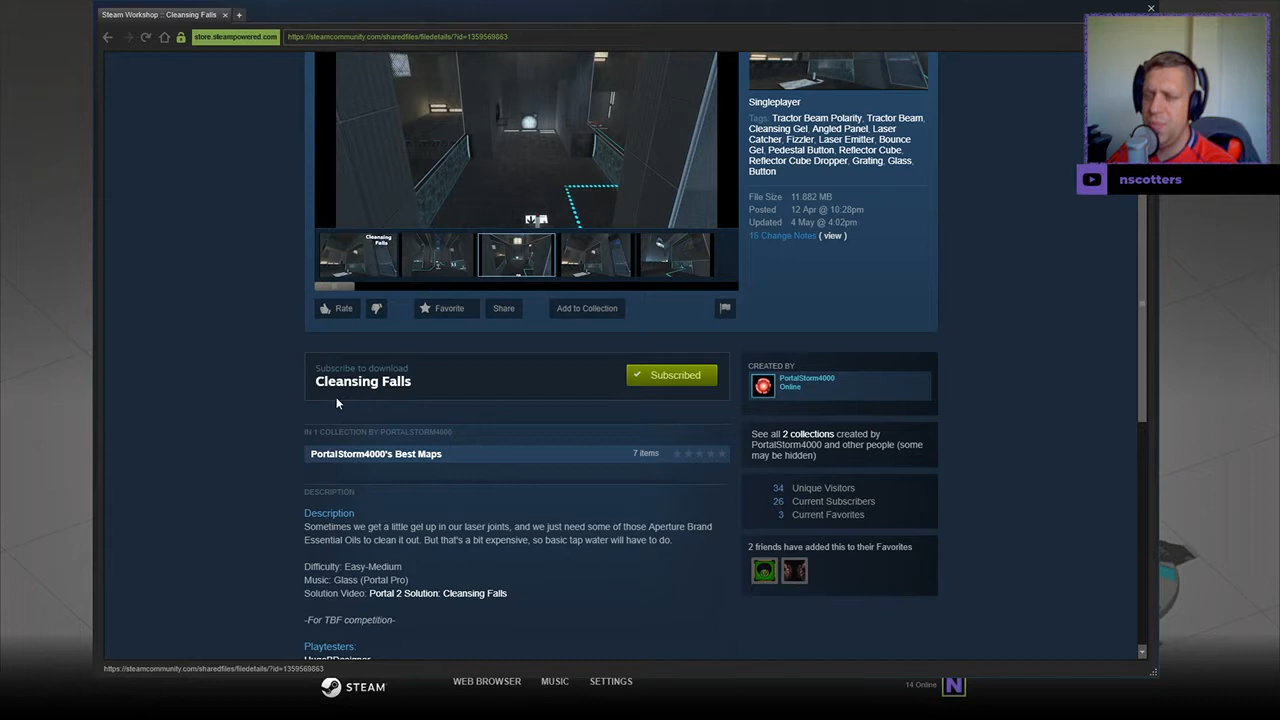 Steam Workshop :: Cleansing Falls
store.steampowered.com
https://steamcommunity.com/sharedfiles/filedetails/?id=1359569863
nscotters
Singleplayer
Tags: Tractor Beam Polarity, Tractor Beam,
Cleansing Gel, Angled Panel, Laser
Catcher, Fizzler, Laser Emitter, Bounce
Gel, Pedestal Button, Reflector Cube,
Reflector Cube Dropper, Grating, Glass,
Button
File Size 11.882 MB
Posted 12 Apr @ 10:28pm
Updated 4 May @ 4:02pm
16 Change Notes ( view )
Cleansing
Falls
Rate
Favorite
Share
Add to Collection
Subscribe to download
Cleansing Falls
Subscribed
CREATED BY
PortalStorm4000
Online
IN 1 COLLECTION BY PORTALSTORM4000
PortalStorm4000's Best Maps
7 items
See all 2 collections created by
PortalStorm4000 and other people (some
may be hidden)
34 Unique Visitors
26 Current Subscribers
3 Current Favorites
2 friends have added this to their Favorites
DESCRIPTION
Description
Sometimes we get a little gel up in our laser joints, and we just need some of those Aperture Brand
Essential Oils to clean it out. But that's a bit expensive, so basic tap water will have to do.
Difficulty: Easy-Medium
Music: Glass (Portal Pro)
Solution Video: Portal 2 Solution: Cleansing Falls
-For TBF competition-
Playtesters:
https://steamcommunity.com/sharedfiles/filedetails/?id=1359569863
STEAM
WEB BROWSER
MUSIC
SETTINGS
14 Online
N